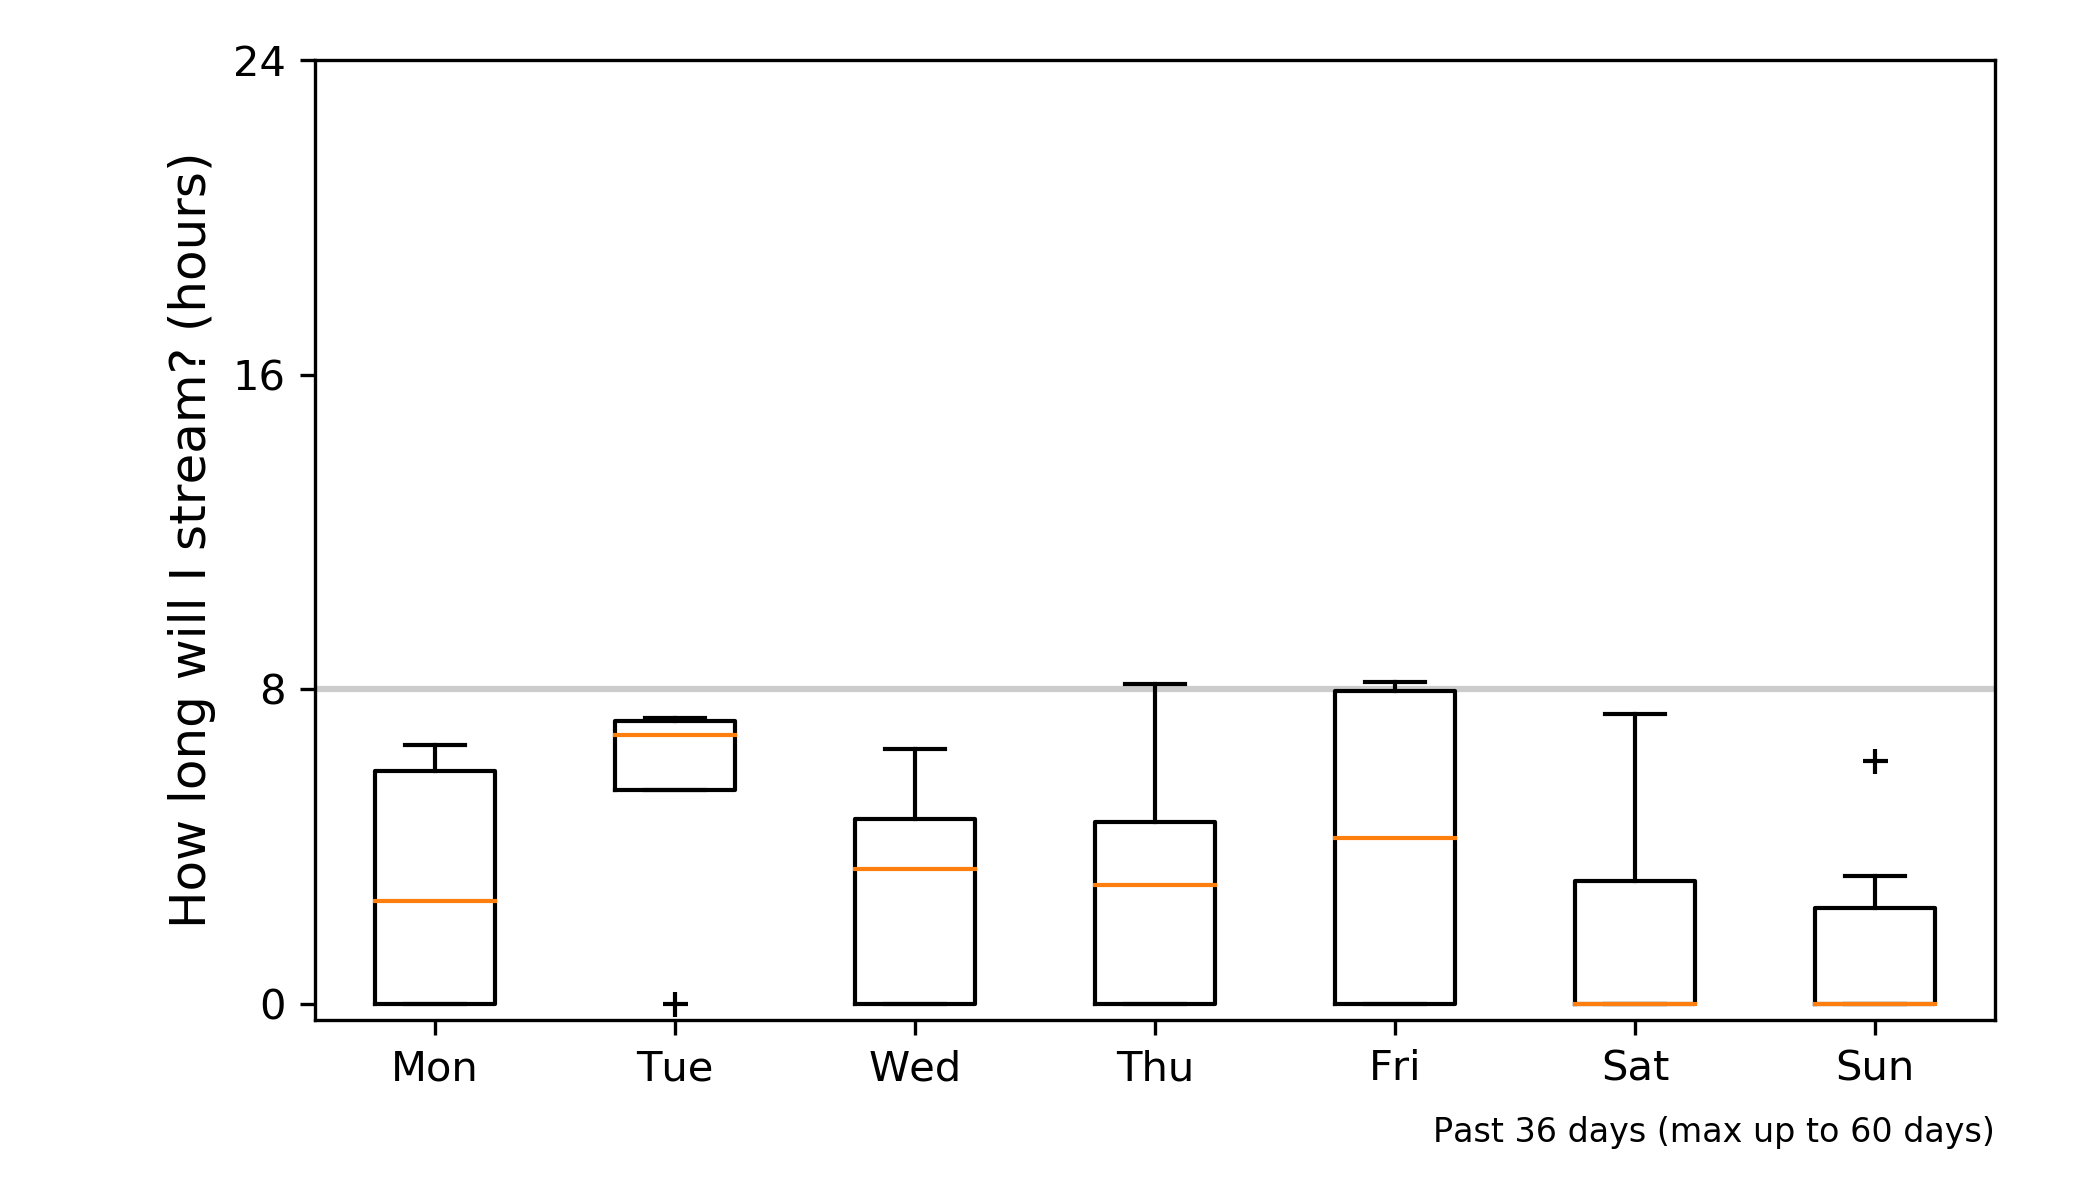 24
16
8
0
How long will I stream? (hours)
Mon Tue Wed Thu Fri Sat Sun
Past 36 days (max up to 60 days)